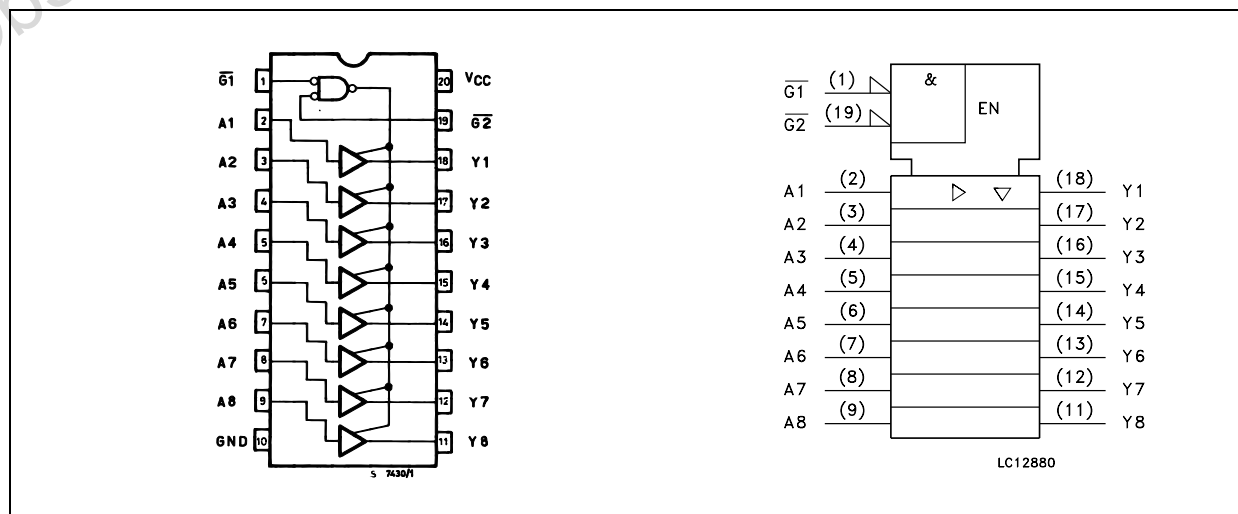 G1 1 20 VCC
A1 2 19 G2
A2 3 18 Y1
A3 4 17 Y2
A4 5 16 Y3
A5 6 15 Y4
A6 7 14 Y5
A7 8 13 Y6
A8 9 12 Y7
GND 10 11 Y8
S 7430/1
G1 (1) & EN
G2 (19)
A1 (2) (18) Y1
A2 (3) (17) Y2
A3 (4) (16) Y3
A4 (5) (15) Y4
A5 (6) (14) Y5
A6 (7) (13) Y6
A7 (8) (12) Y7
A8 (9) (11) Y8
LC12880